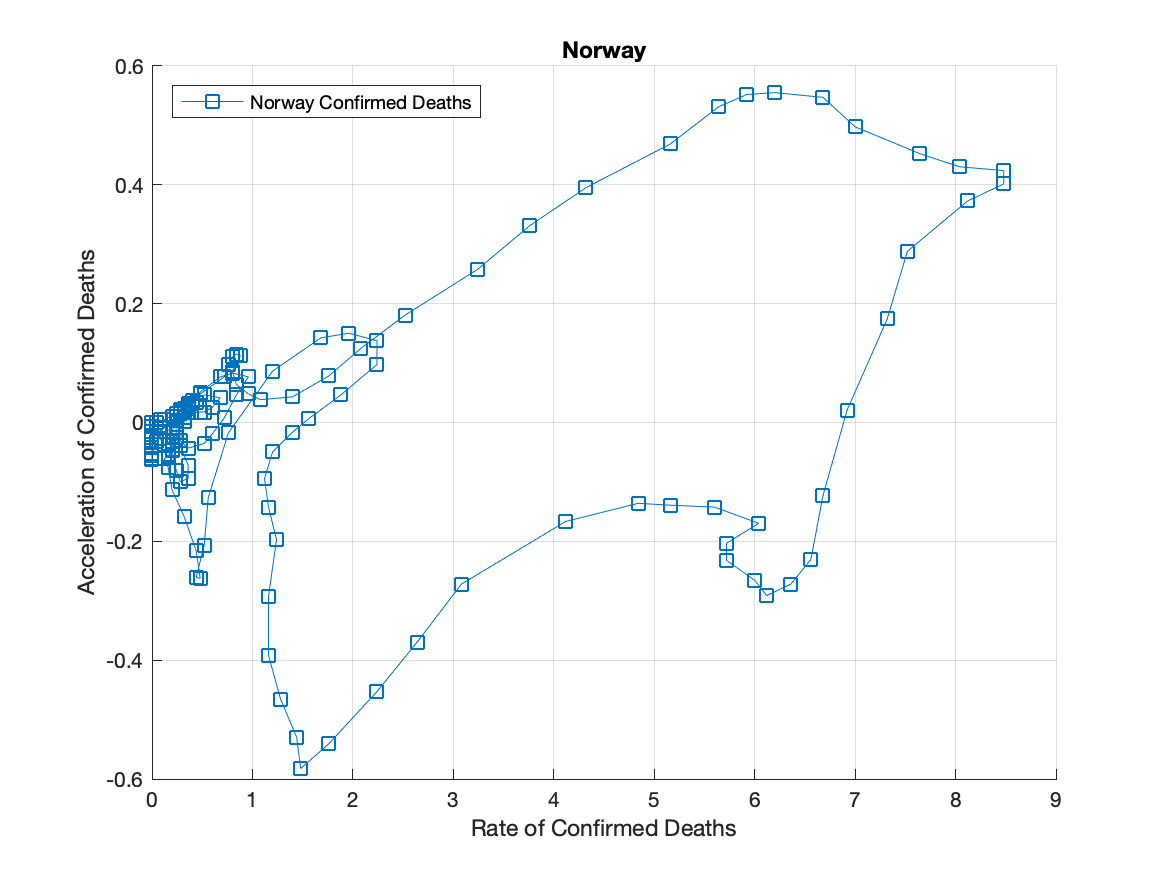 Norway
Norway Confirmed Deaths
0.6
0.4
0.2
0
-0.2
-0.4
-0.6
Acceleration of Confirmed Deaths
0 1 2 3 4 5 6 7 8 9
Rate of Confirmed Deaths